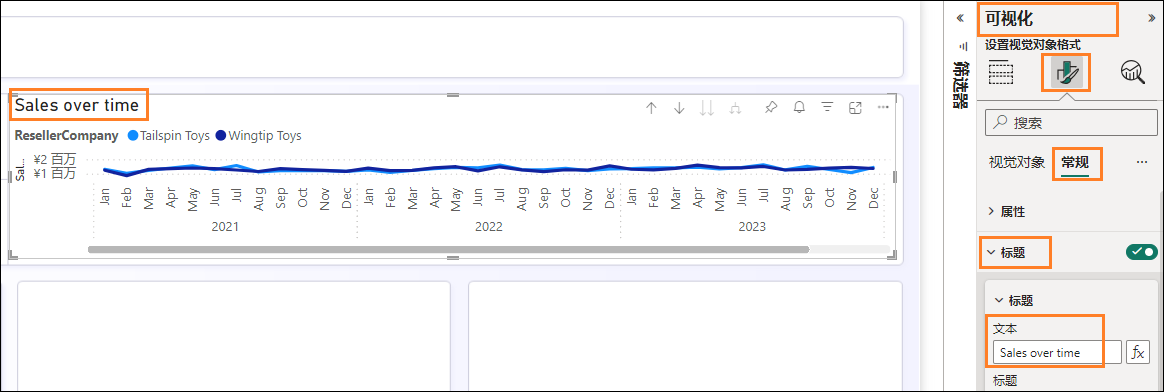 Sales over time
ResellerCompany Tailspin Toys Wingtip Toys
Sal...
¥2 百万
¥1 百万
Jan Feb Mar Apr May Jun Jul Aug Sep Oct Nov Dec Jan Feb Mar Apr May Jun Jul Aug Sep Oct Nov Dec Jan Feb Mar Apr May Jun Jul Aug Sep Oct Nov Dec
2021 2022 2023
筛选器
可视化
设置视觉对象格式
搜索
视觉对象 常规 ...
属性
标题
标题
文本
Sales over time fx
标题